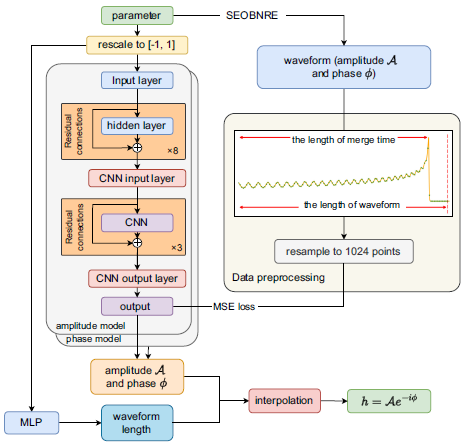 parameter
SEOBNRE
rescale to [-1, 1]
waveform (amplitude 𝒜
and phase ϕ)
Input layer
Residual
connections
hidden layer
×8
CNN input layer
Residual
connections
CNN
×3
CNN output layer
output
amplitude model
phase model
the length of merge time
the length of waveform
resample to 1024 points
Data preprocessing
MSE loss
amplitude 𝒜
and phase ϕ
MLP
waveform
length
interpolation
h = 𝒜e^{-iϕ}